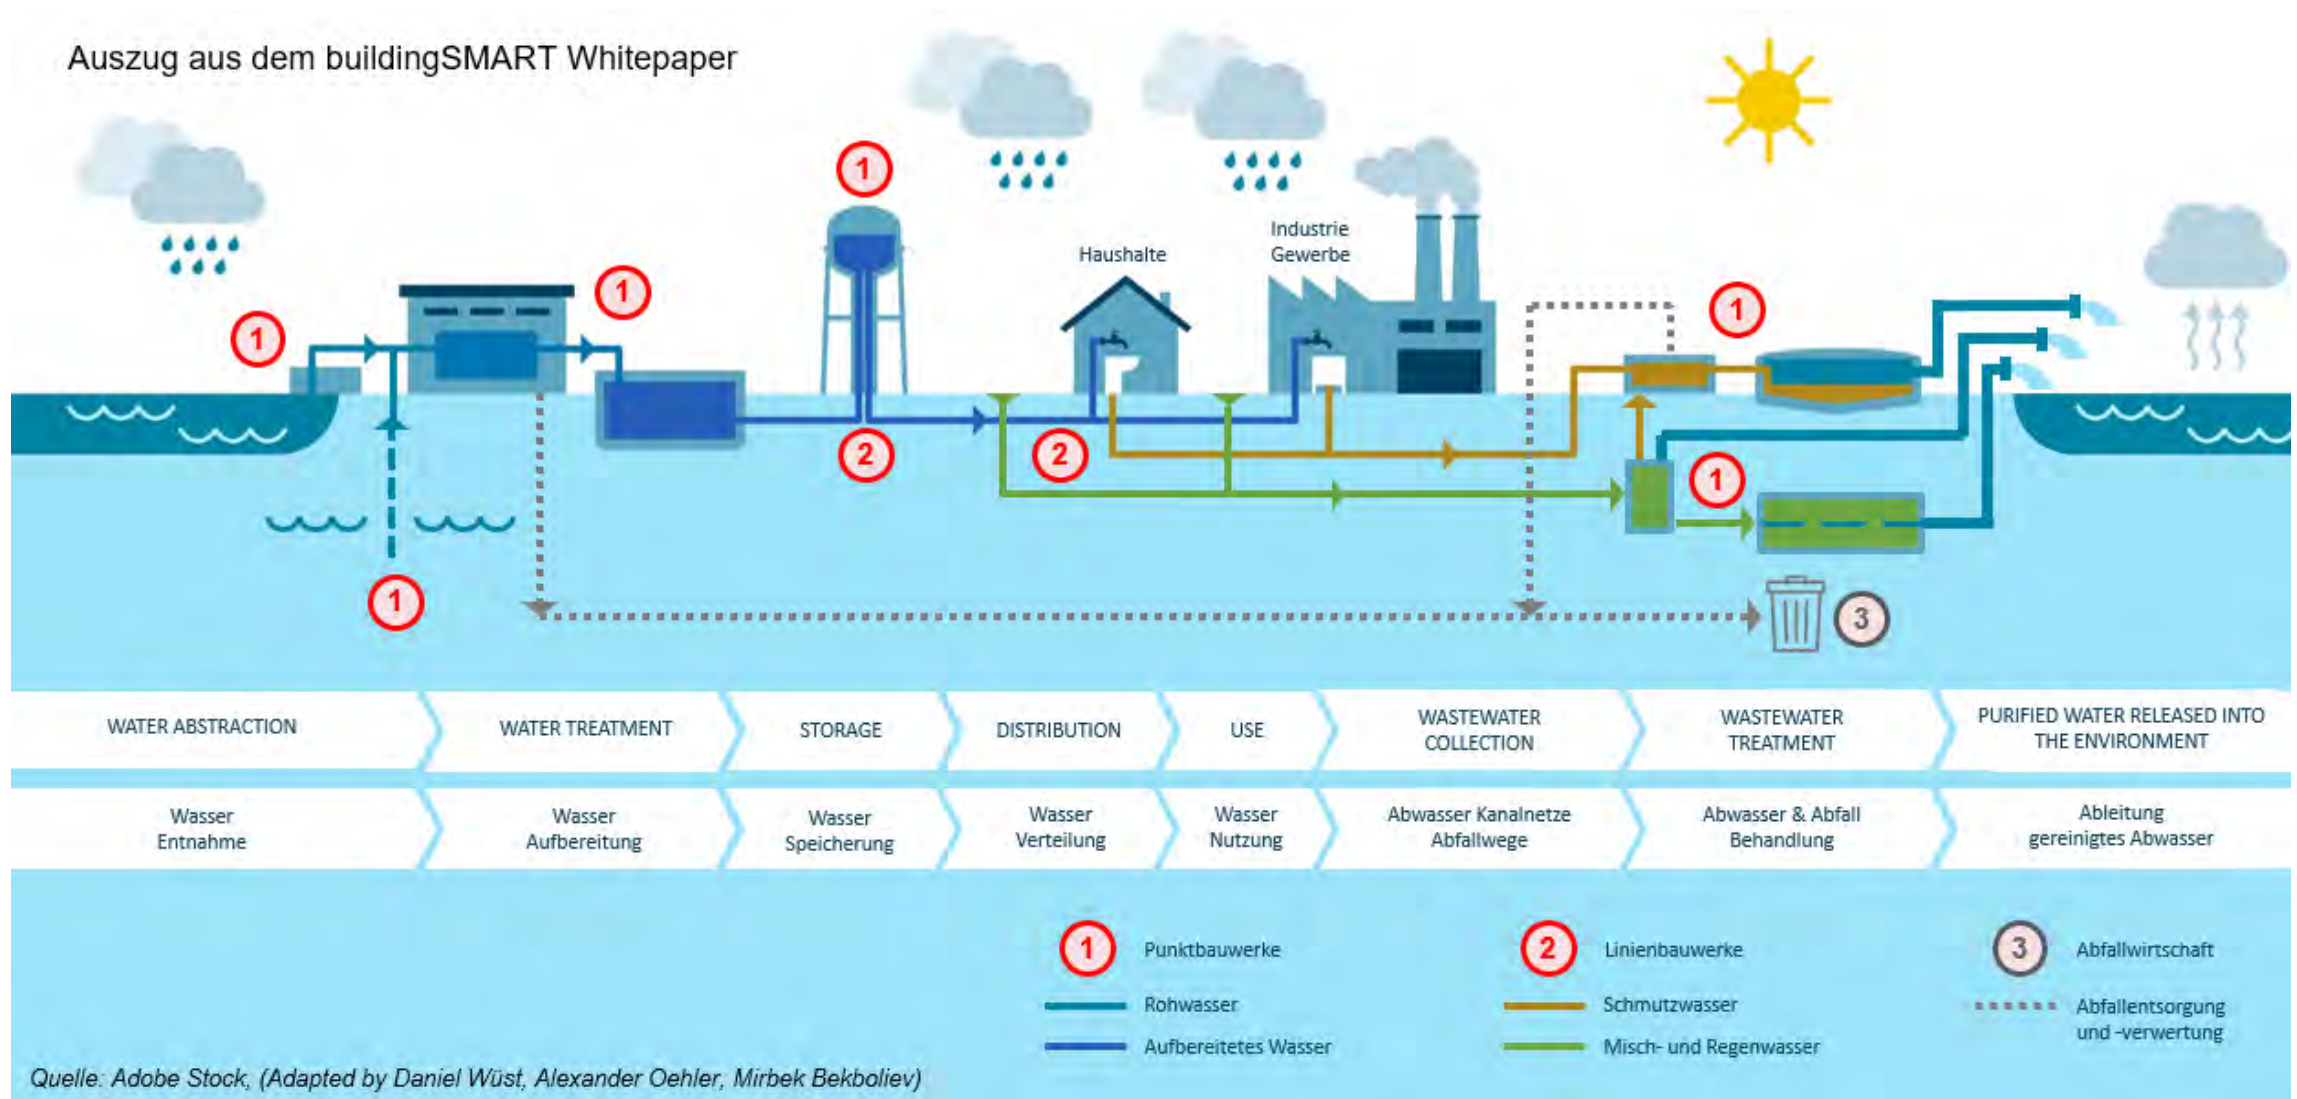 Auszug aus dem buildingSMART Whitepaper
1
1
1
Haushalte
Industrie
Gewerbe
1
1
2
2
1
1
3
WATER ABSTRACTION
WATER TREATMENT
STORAGE
DISTRIBUTION
USE
WASTEWATER
COLLECTION
WASTEWATER
TREATMENT
PURIFIED WATER RELEASED INTO
THE ENVIRONMENT
Wasser
Entnahme
Wasser
Aufbereitung
Wasser
Speicherung
Wasser
Verteilung
Wasser
Nutzung
Abwasser Kanalnetze
Abfallwege
Abwasser & Abfall
Behandlung
Ableitung
gereinigtes Abwasser
1 Punktbauwerke
2 Linienbauwerke
3 Abfallwirtschaft
Rohwasser
Schmutzwasser
Abfallentsorgung
und -verwertung
Aufbereitetes Wasser
Misch- und Regenwasser
Quelle: Adobe Stock, (Adapted by Daniel Wüst, Alexander Oehler, Mirbek Bekboliev)